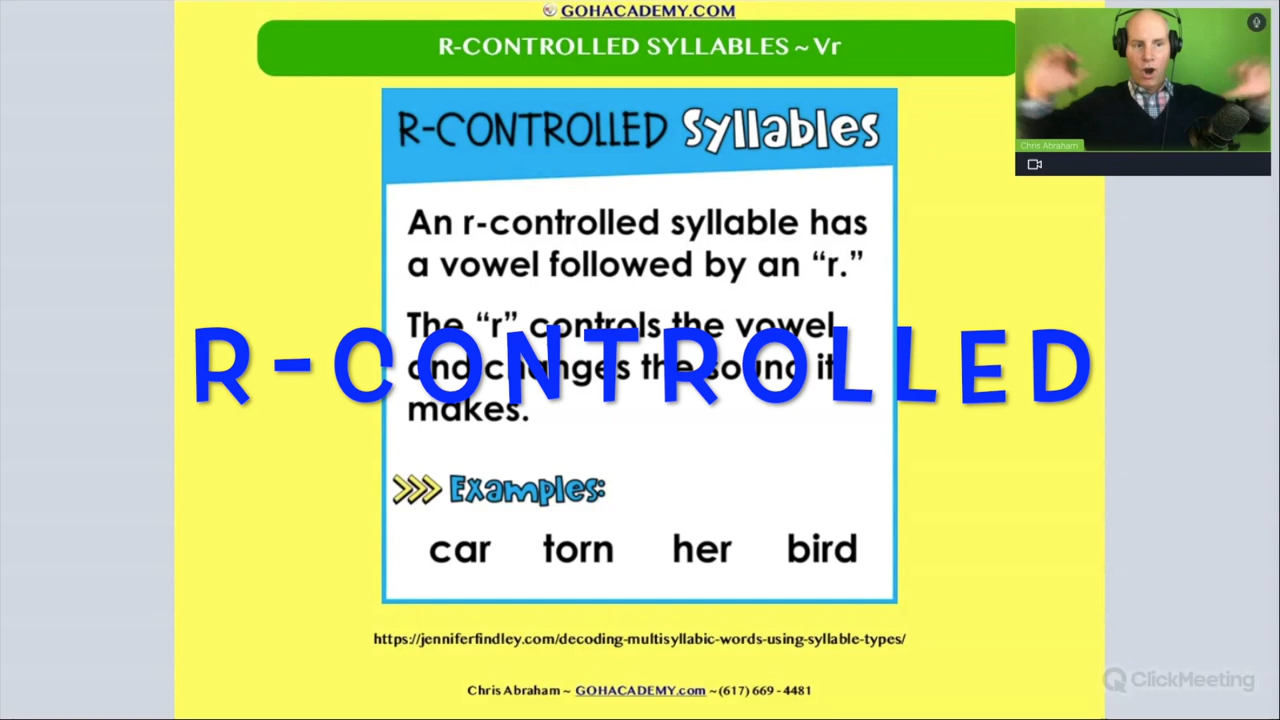 GOHACADEMY.COM
R-CONTROLLED SYLLABLES ~ Vr
Chris Abraham
R-CONTROLLED Syllables
An r-controlled syllable has
a vowel followed by an “r.”
The “r” controls the vowel
and changes the sound it
makes.
R-CONTROLLED
>>> Examples:
car torn her bird
https://jenniferfindley.com/decoding-multisyllabic-words-using-syllable-types/
Chris Abraham ~ GOHACADEMY.com ~(617) 669 - 4481
ClickMeeting